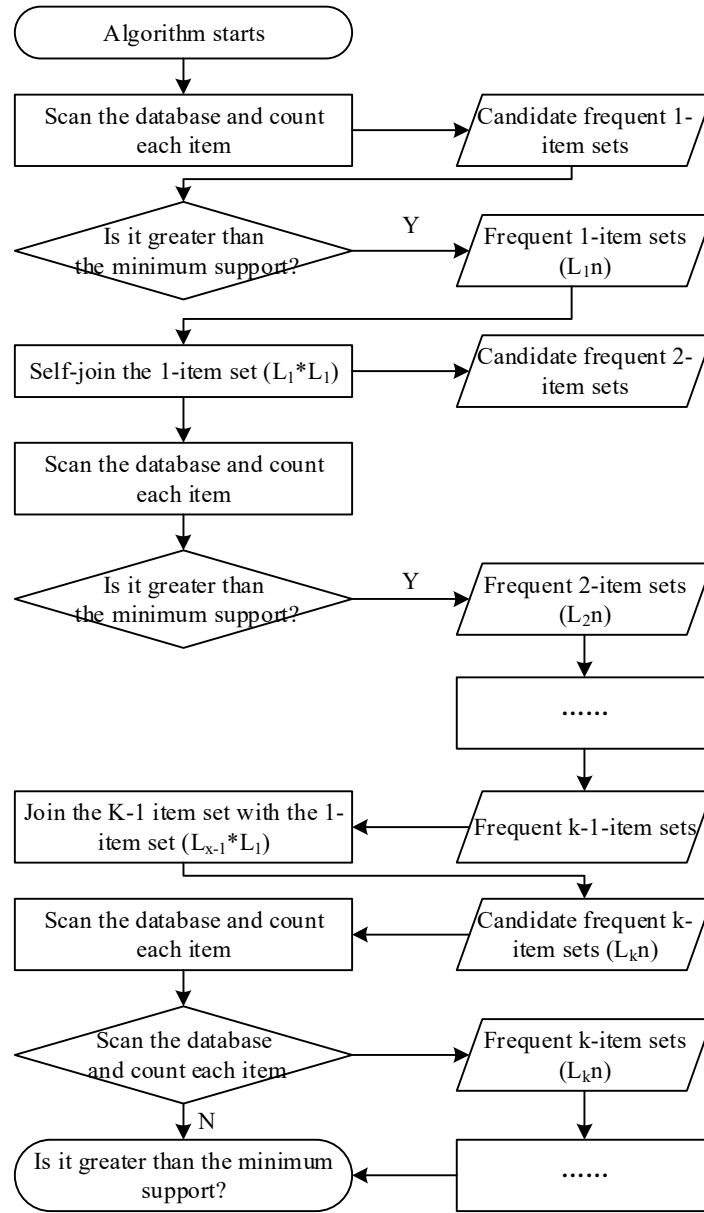 Algorithm starts
Scan the database and count
each item
Candidate frequent 1-
item sets
Is it greater than
the minimum support?
Y
Frequent 1-item sets
(L₁n)
Self-join the 1-item set (L₁*L₁)
Candidate frequent 2-
item sets
Scan the database and count
each item
Is it greater than
the minimum support?
Y
Frequent 2-item sets
(L₂n)
......
Join the K-1 item set with the 1-
item set (Lₓ₋₁*L₁)
Frequent k-1-item sets
Scan the database and count
each item
Candidate frequent k-
item sets (Lₖn)
Scan the database
and count each item
Frequent k-item sets
(Lₖn)
N
Is it greater than the minimum
support?
......